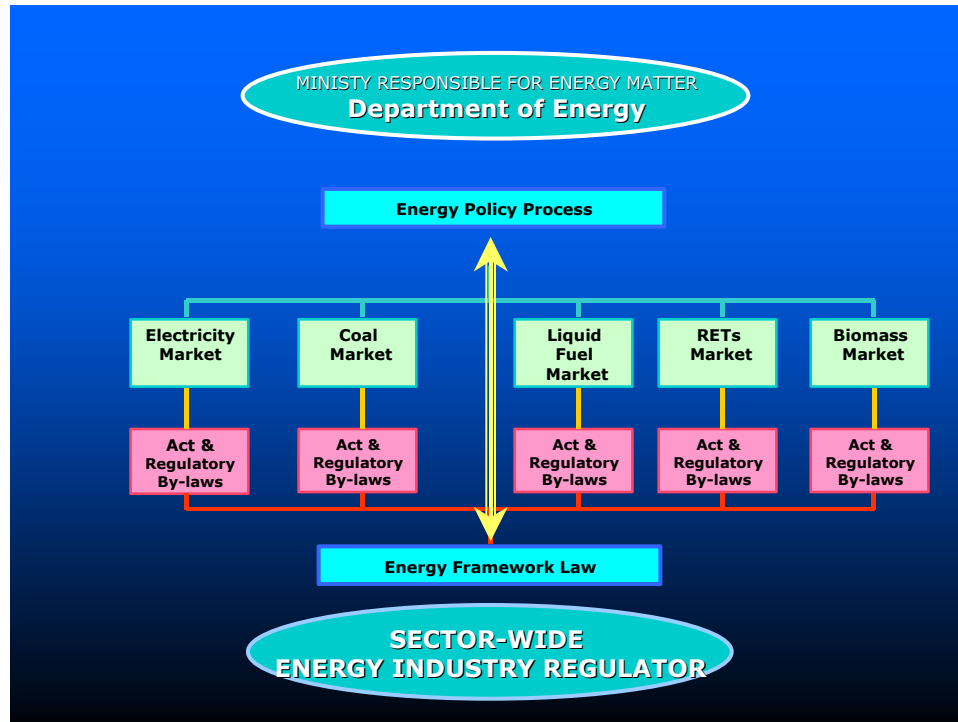 MINISTY RESPONSIBLE FOR ENERGY MATTER
Department of Energy
Energy Policy Process
Electricity
Market
Coal
Market
Liquid
Fuel
Market
RETs
Market
Biomass
Market
Act &
Regulatory
By-laws
Act &
Regulatory
By-laws
Act &
Regulatory
By-laws
Act &
Regulatory
By-laws
Act &
Regulatory
By-laws
Energy Framework Law
SECTOR-WIDE
ENERGY INDUSTRY REGULATOR